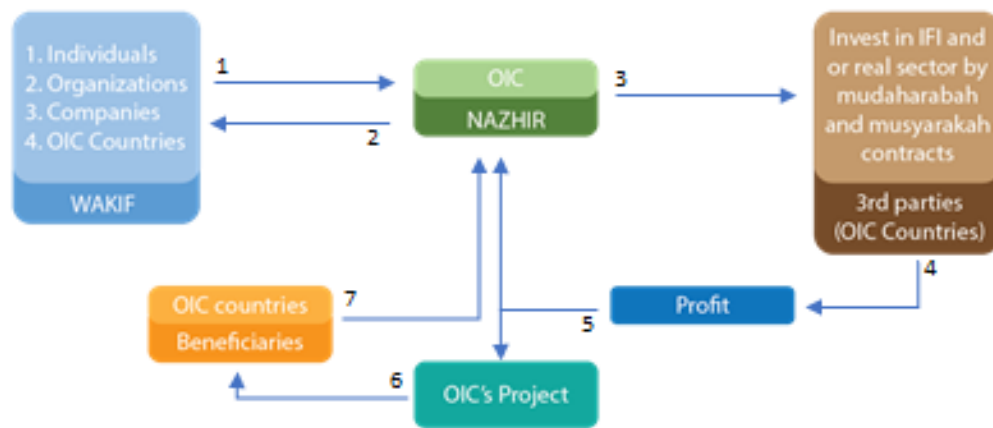 1. Individuals
2. Organizations
3. Companies
4. OIC Countries
WAKIF
1
2
OIC
NAZHIR
3
Invest in IFI and
or real sector by
mudaharabah
and musyarakah
contracts
3rd parties
(OIC Countries)
4
OIC countries
Beneficiaries
7
5
Profit
6
OIC's Project